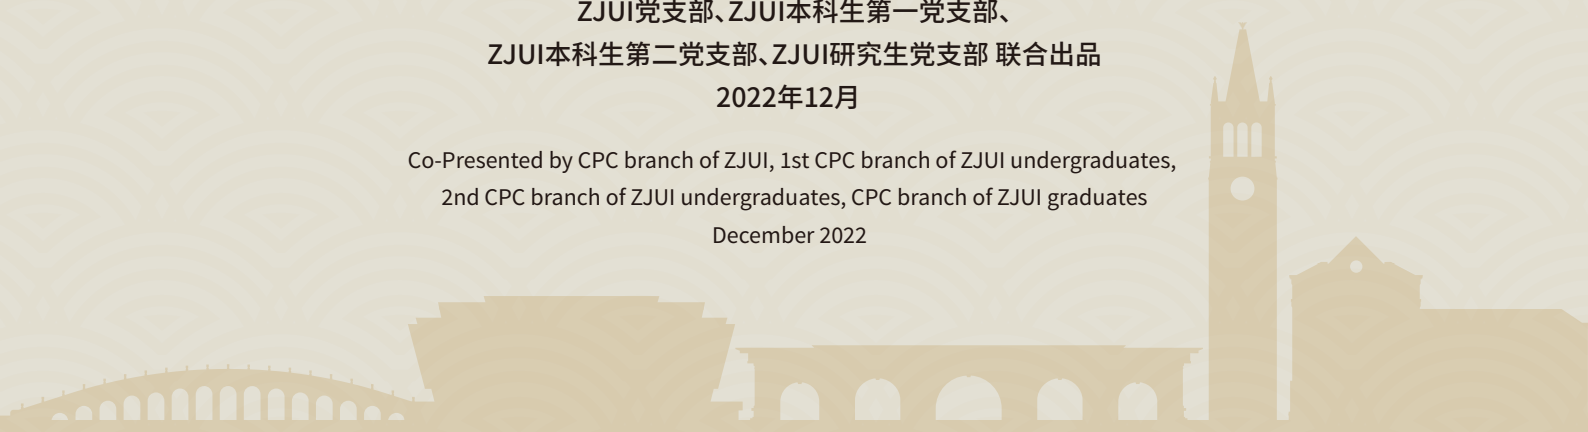 ZJUI党支部、ZJUI本科生第一党支部、
ZJUI本科生第二党支部、ZJUI研究生党支部 联合出品
2022年12月
Co-Presented by CPC branch of ZJUI, 1st CPC branch of ZJUI undergraduates,
2nd CPC branch of ZJUI undergraduates, CPC branch of ZJUI graduates
December 2022